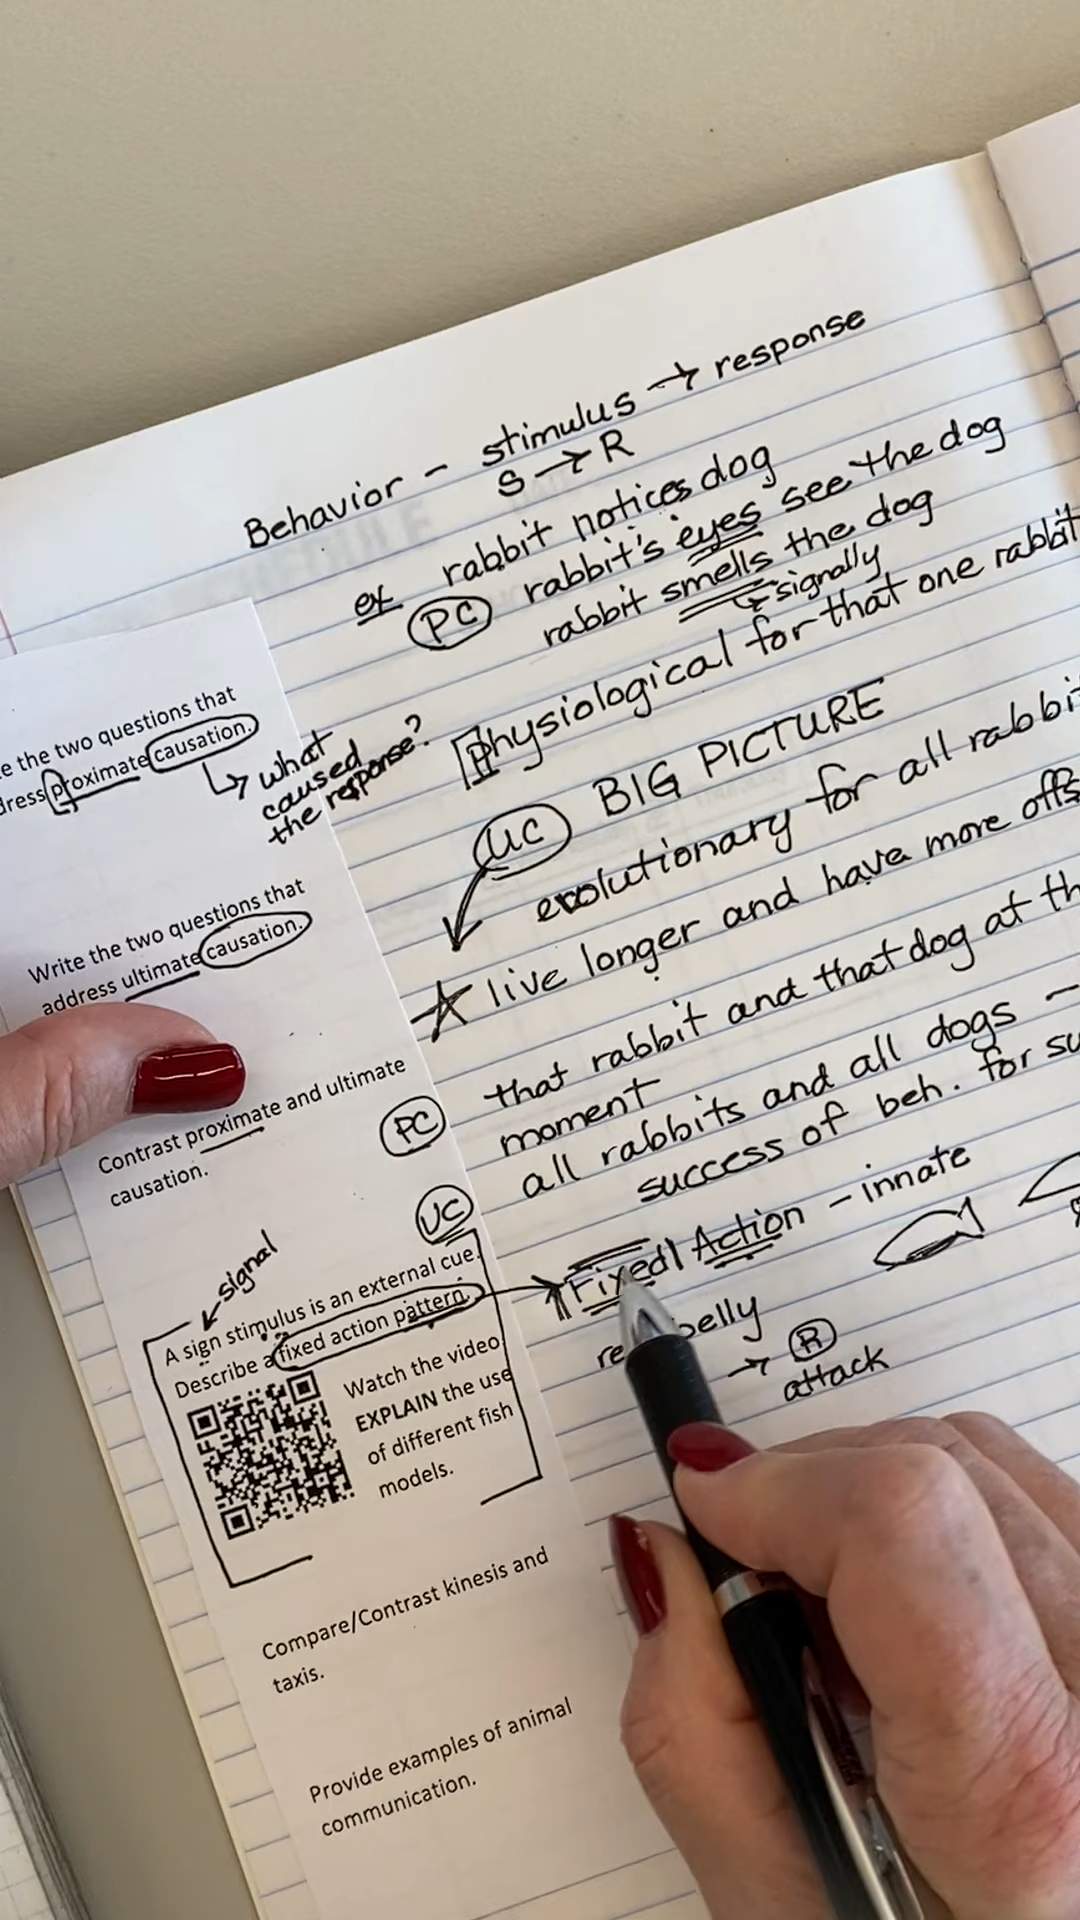 Behavior - stimulus → response
S → R
ex rabbit notices dog
PC rabbit's eyes see the dog
rabbit smells the dog
↳ signally
Physiological for that one rabbit
UC BIG PICTURE
evolutionary for all
live longer and have more
that rabbit and that dog at
moment
all rabbits and all dogs -
success of beh. for
Fixed Action - innate
belly
→ R
attack
the two questions that
proximate causation.
↳ what
caused
the response?
Write the two questions that
address ultimate causation.
Contrast proximate and ultimate
causation.
PC
UC
signal
A sign stimulus is an external cue.
Describe a fixed action pattern.
Watch the video.
EXPLAIN the use
of different fish
models.
Compare/Contrast kinesis and
taxis.
Provide examples of animal
communication.